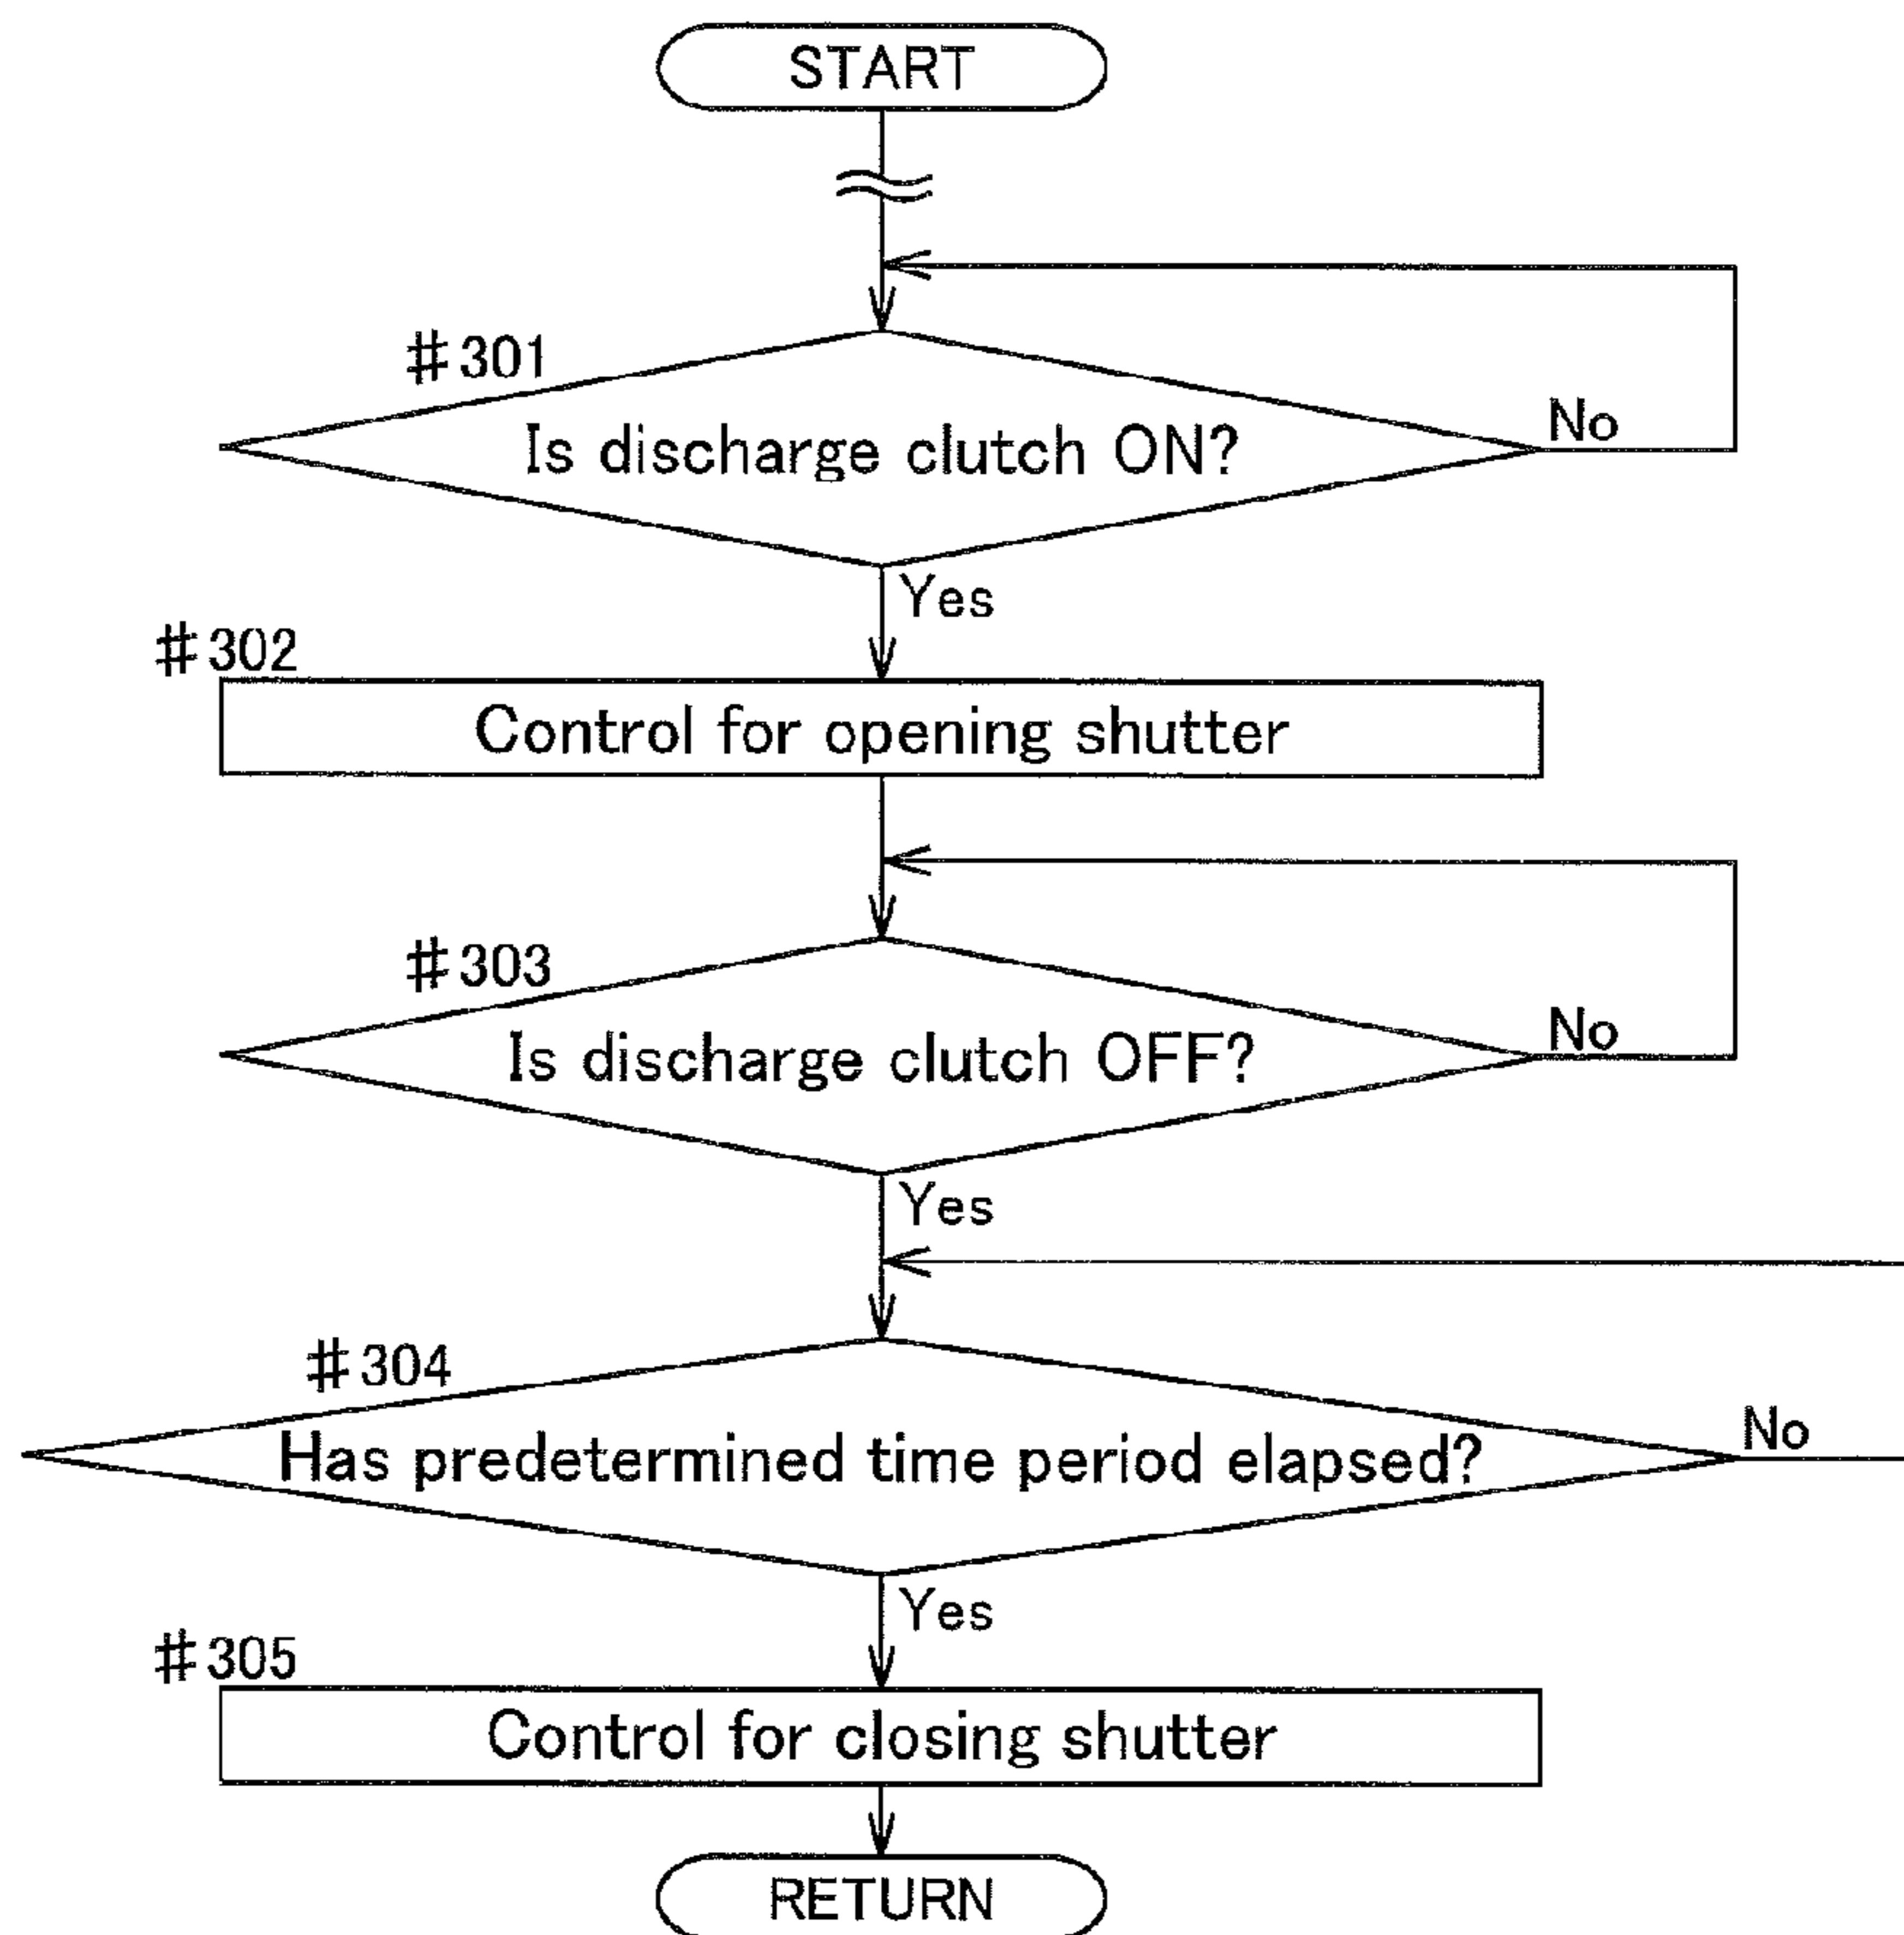 START
#301
Is discharge clutch ON?
No
Yes
#302
Control for opening shutter
#303
Is discharge clutch OFF?
No
Yes
#304
Has predetermined time period elapsed?
No
Yes
#305
Control for closing shutter
RETURN